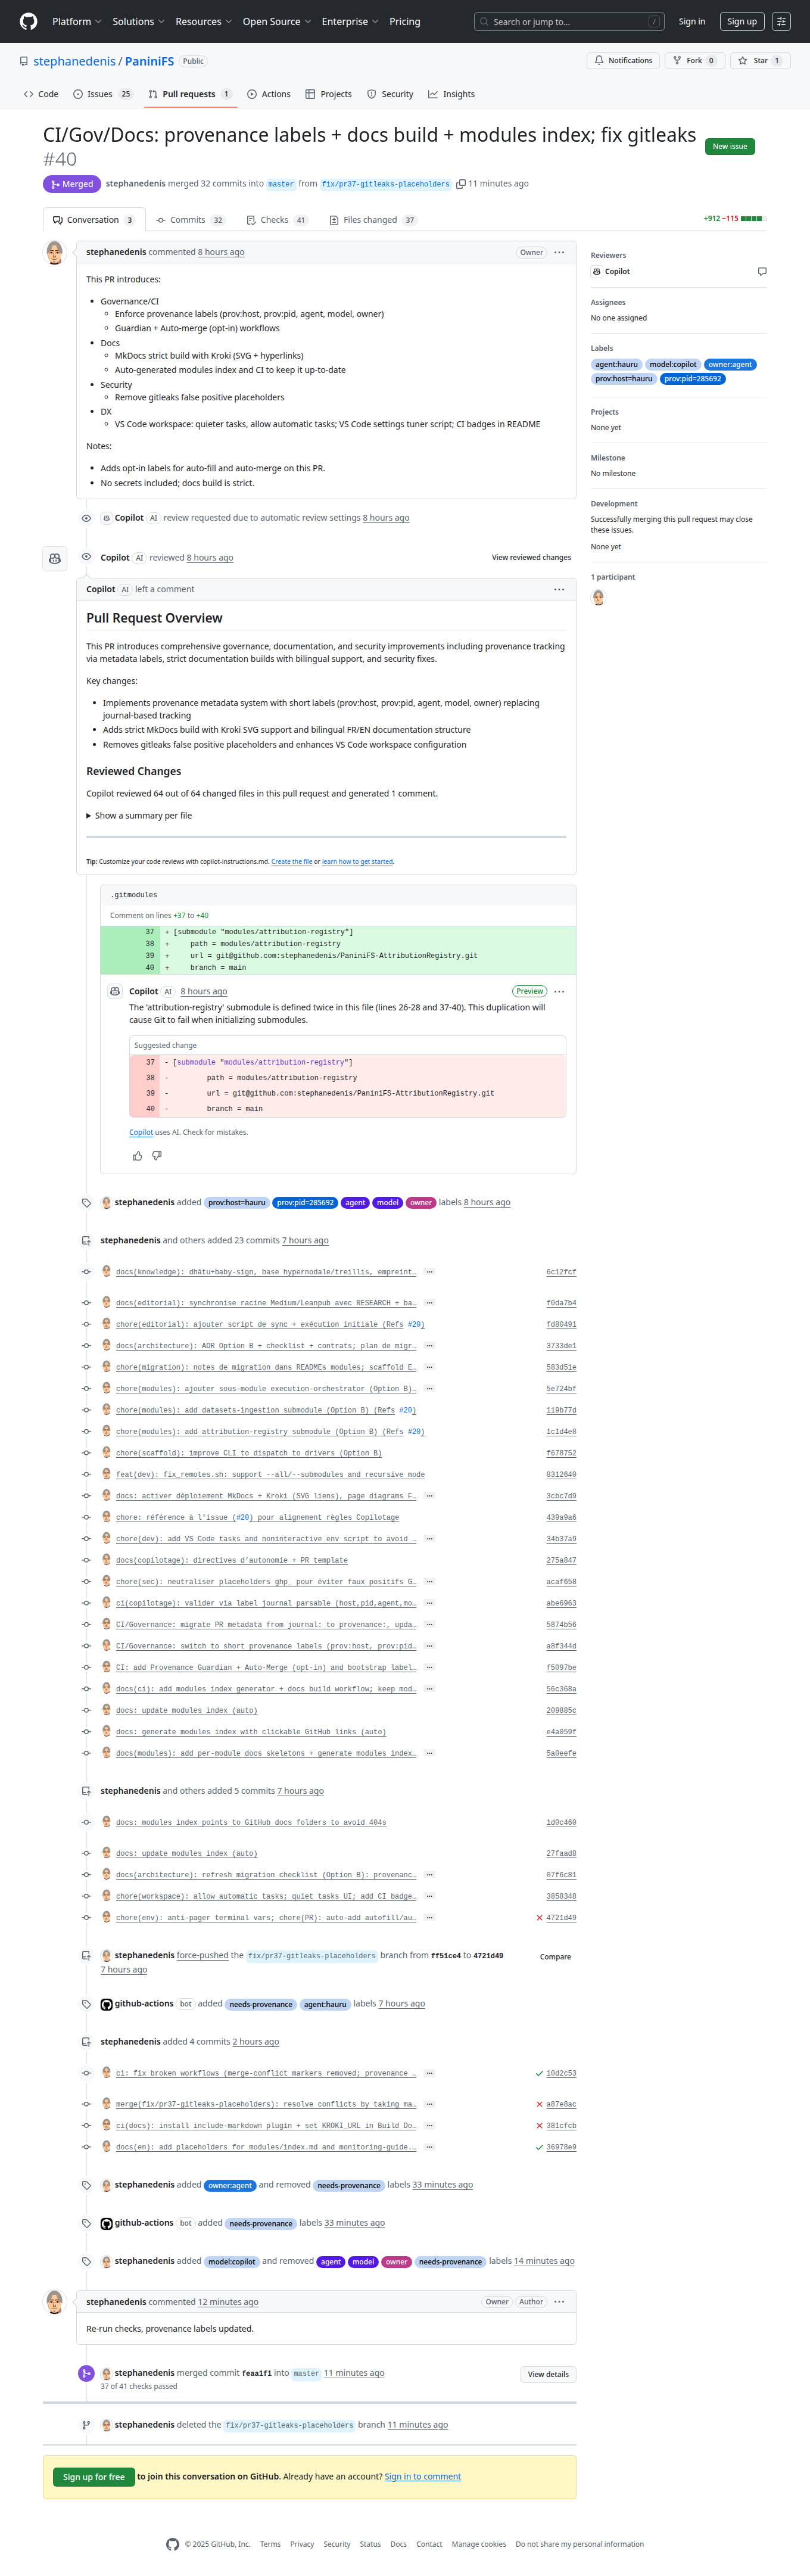 Platform
Solutions
Resources
Open Source
Enterprise
Pricing
Search or jump to...
/
Sign in
Sign up
stephanedenis / PaniniFS
Public
Notifications
Fork 0
Star 1
Code
Issues 25
Pull requests 1
Actions
Projects
Security
Insights
CI/Gov/Docs: provenance labels + docs build + modules index; fix gitleaks
#40
New issue
Merged
stephanedenis merged 32 commits into master from fix/pr37-gitleaks-placeholders 11 minutes ago
Conversation 3
Commits 32
Checks 41
Files changed 37
+912 −115
stephanedenis commented 8 hours ago
Owner
This PR introduces:
Governance/CI
Enforce provenance labels (prov:host, prov:pid, agent, model, owner)
Guardian + Auto-merge (opt-in) workflows
Docs
MkDocs strict build with Kroki (SVG + hyperlinks)
Auto-generated modules index and CI to keep it up-to-date
Security
Remove gitleaks false positive placeholders
DX
VS Code workspace: quieter tasks, allow automatic tasks; VS Code settings tuner script; CI badges in README
Notes:
Adds opt-in labels for auto-fill and auto-merge on this PR.
No secrets included; docs build is strict.
Reviewers
Copilot
Assignees
No one assigned
Labels
agent:hauru model:copilot owner:agent
prov:host=hauru prov:pid=285692
Projects
None yet
Milestone
No milestone
Development
Successfully merging this pull request may close
these issues.
None yet
1 participant
Copilot AI review requested due to automatic review settings 8 hours ago
Copilot AI reviewed 8 hours ago
View reviewed changes
Copilot AI left a comment
Pull Request Overview
This PR introduces comprehensive governance, documentation, and security improvements including provenance tracking
via metadata labels, strict documentation builds with bilingual support, and security fixes.
Key changes:
Implements provenance metadata system with short labels (prov:host, prov:pid, agent, model, owner) replacing
journal-based tracking
Adds strict MkDocs build with Kroki SVG support and bilingual FR/EN documentation structure
Removes gitleaks false positive placeholders and enhances VS Code workspace configuration
Reviewed Changes
Copilot reviewed 64 out of 64 changed files in this pull request and generated 1 comment.
Show a summary per file
Tip: Customize your code reviews with copilot-instructions.md. Create the file or learn how to get started.
.gitmodules
Comment on lines +37 to +40
37 + [submodule "modules/attribution-registry"]
38 + path = modules/attribution-registry
39 + url = git@github.com:stephanedenis/PaniniFS-AttributionRegistry.git
40 + branch = main
Copilot AI 8 hours ago
Preview
The 'attribution-registry' submodule is defined twice in this file (lines 26-28 and 37-40). This duplication will
cause Git to fail when initializing submodules.
Suggested change
37 - [submodule "modules/attribution-registry"]
38 - path = modules/attribution-registry
39 - url = git@github.com:stephanedenis/PaniniFS-AttributionRegistry.git
40 - branch = main
Copilot uses AI. Check for mistakes.
stephanedenis added prov:host=hauru prov:pid=285692 agent model owner labels 8 hours ago
stephanedenis and others added 23 commits 7 hours ago
docs(knowledge): dhātu+baby-sign, base hypernodale/treillis, empreint… 6c12fcf
docs(editorial): synchronise racine Medium/Leanpub avec RESEARCH + ba… f0da7b4
chore(editorial): ajouter script de sync + exécution initiale (Refs #20) fd80491
docs(architecture): ADR Option B + checklist + contrats; plan de migr… 3733de1
chore(migration): notes de migration dans READMEs modules; scaffold E… 583d51e
chore(modules): ajouter sous-module execution-orchestrator (Option B)… 5e724bf
chore(modules): add datasets-ingestion submodule (Option B) (Refs #20) 119b77d
chore(modules): add attribution-registry submodule (Option B) (Refs #20) 1c1d4e8
chore(scaffold): improve CLI to dispatch to drivers (Option B) f678752
feat(dev): fix_remotes.sh: support --all/--submodules and recursive mode 8312640
docs: activer déploiement MkDocs + Kroki (SVG liens), page diagrams F… 3cbc7d9
chore: référence à l’issue (#20) pour alignement règles Copilotage 439a9a6
chore(dev): add VS Code tasks and noninteractive env script to avoid … 34b37a9
docs(copilotage): directives d’autonomie + PR template 275a847
chore(sec): neutraliser placeholders ghp_ pour éviter faux positifs G… acaf658
ci(copilotage): valider via label journal parsable (host,pid,agent,mo… abe6963
CI/Governance: migrate PR metadata from journal: to provenance:, upda… 5874b56
CI/Governance: switch to short provenance labels (prov:host, prov:pid… a8f344d
CI: add Provenance Guardian + Auto-Merge (opt-in) and bootstrap label… f5097be
docs(ci): add modules index generator + docs build workflow; keep mod… 56c368a
docs: update modules index (auto) 209885c
docs: generate modules index with clickable GitHub links (auto) e4a059f
docs(modules): add per-module docs skeletons + generate modules index… 5a0eefe
stephanedenis and others added 5 commits 7 hours ago
docs: modules index points to GitHub docs folders to avoid 404s 1d0c460
docs: update modules index (auto) 27faad8
docs(architecture): refresh migration checklist (Option B): provenanc… 07f6c81
chore(workspace): allow automatic tasks; quiet tasks UI; add CI badge… 3858348
chore(env): anti-pager terminal vars; chore(PR): auto-add autofill/au… 4721d49
stephanedenis force-pushed the fix/pr37-gitleaks-placeholders branch from ff51ce4 to 4721d49
7 hours ago
Compare
github-actions bot added needs-provenance agent:hauru labels 7 hours ago
stephanedenis added 4 commits 2 hours ago
ci: fix broken workflows (merge-conflict markers removed; provenance … 10d2c53
merge(fix/pr37-gitleaks-placeholders): resolve conflicts by taking ma… a87e8ac
ci(docs): install include-markdown plugin + set KROKI_URL in Build Do… 381cfcb
docs(en): add placeholders for modules/index.md and monitoring-guide.… 36978e9
stephanedenis added owner:agent and removed needs-provenance labels 33 minutes ago
github-actions bot added needs-provenance labels 33 minutes ago
stephanedenis added model:copilot and removed agent model owner needs-provenance labels 14 minutes ago
stephanedenis commented 12 minutes ago
Owner Author
Re-run checks, provenance labels updated.
stephanedenis merged commit feaa1f1 into master 11 minutes ago
View details
37 of 41 checks passed
stephanedenis deleted the fix/pr37-gitleaks-placeholders branch 11 minutes ago
Sign up for free to join this conversation on GitHub. Already have an account? Sign in to comment
© 2025 GitHub, Inc.
Terms
Privacy
Security
Status
Docs
Contact
Manage cookies
Do not share my personal information